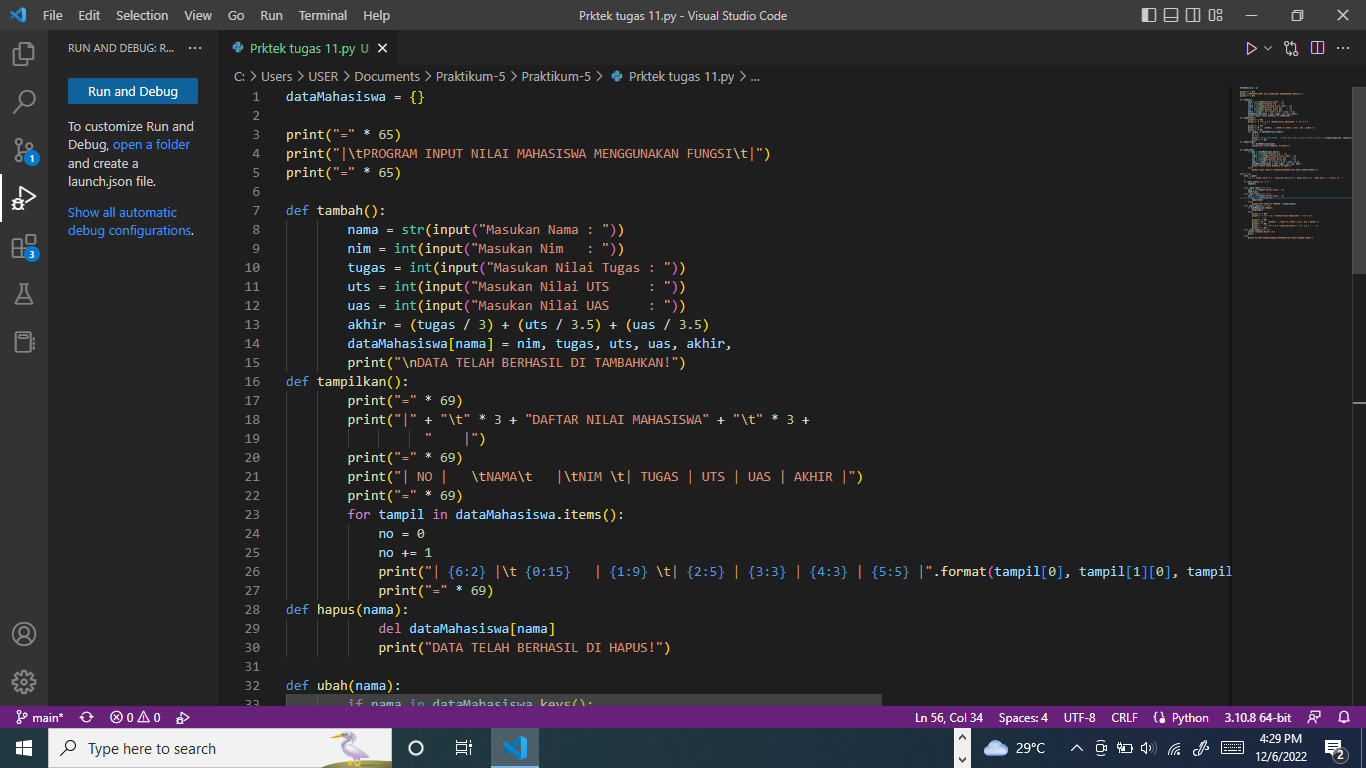 File Edit Selection View Go Run Terminal Help Prktek tugas 11.py - Visual Studio Code
RUN AND DEBUG: R... ···
Prktek tugas 11.py U
Run and Debug
To customize Run and
Debug, open a folder
and create a
launch.json file.
Show all automatic
debug configurations.
1
3
C: > Users > USER > Documents > Praktikum-5 > Praktikum-5 > Prktek tugas 11.py > ...
1 dataMahasiswa = {}
2
3 print("=" * 65)
4 print("|\tPROGRAM INPUT NILAI MAHASISWA MENGGUNAKAN FUNGSI\t|")
5 print("=" * 65)
6
7 def tambah():
8 nama = str(input("Masukan Nama : "))
9 nim = int(input("Masukan Nim   : "))
10 tugas = int(input("Masukan Nilai Tugas : "))
11 uts = int(input("Masukan Nilai UTS     : "))
12 uas = int(input("Masukan Nilai UAS     : "))
13 akhir = (tugas / 3) + (uts / 3.5) + (uas / 3.5)
14 dataMahasiswa[nama] = nim, tugas, uts, uas, akhir,
15 print("\nDATA TELAH BERHASIL DI TAMBAHKAN!")
16 def tampilkan():
17 print("=" * 69)
18 print("|" + "\t" * 3 + "DAFTAR NILAI MAHASISWA" + "\t" * 3 +
19 "    |")
20 print("=" * 69)
21 print("| NO |   \tNAMA\t   |\tNIM \t| TUGAS | UTS | UAS | AKHIR |")
22 print("=" * 69)
23 for tampil in dataMahasiswa.items():
24 no = 0
25 no += 1
26 print("| {6:2} |\t {0:15}   | {1:9} \t| {2:5} | {3:3} | {4:3} | {5:5} |".format(tampil[0], tampil[1][0], tampil
27 print("=" * 69)
28 def hapus(nama):
29 del dataMahasiswa[nama]
30 print("DATA TELAH BERHASIL DI HAPUS!")
31
32 def ubah(nama):
33 if nama in dataMahasiswa.keys():
main* 0 0 Ln 56, Col 34 Spaces: 4 UTF-8 CRLF Python 3.10.8 64-bit
Type here to search 29°C 4:29 PM
12/6/2022 2